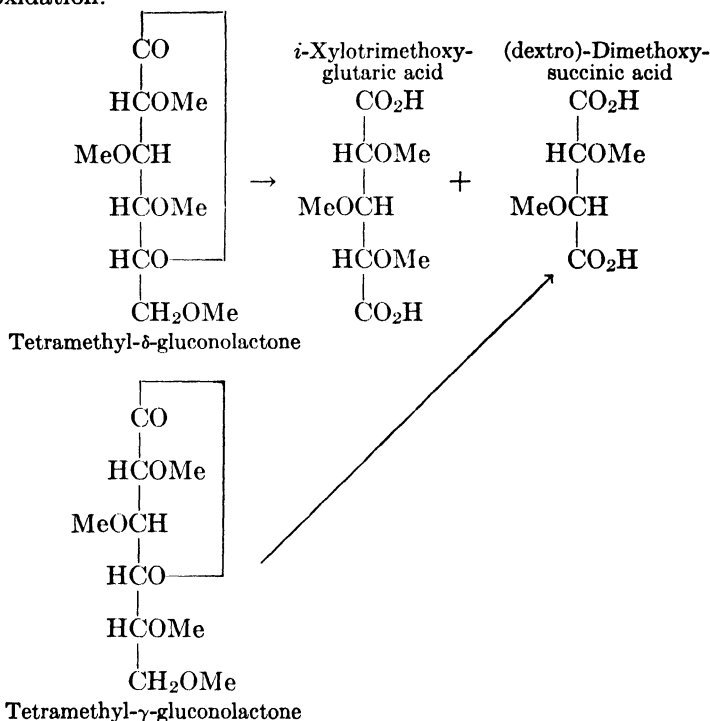 oxidation.
CO
HCOMe
MeOCH
HCOMe
HCO
CH₂OMe
Tetramethyl-δ-gluconolactone
→
i-Xylotrimethoxy-
glutaric acid
CO₂H
HCOMe
MeOCH
HCOMe
CO₂H
+
(dextro)-Dimethoxy-
succinic acid
CO₂H
HCOMe
MeOCH
CO₂H
CO
HCOMe
MeOCH
HCO
HCOMe
CH₂OMe
Tetramethyl-γ-gluconolactone